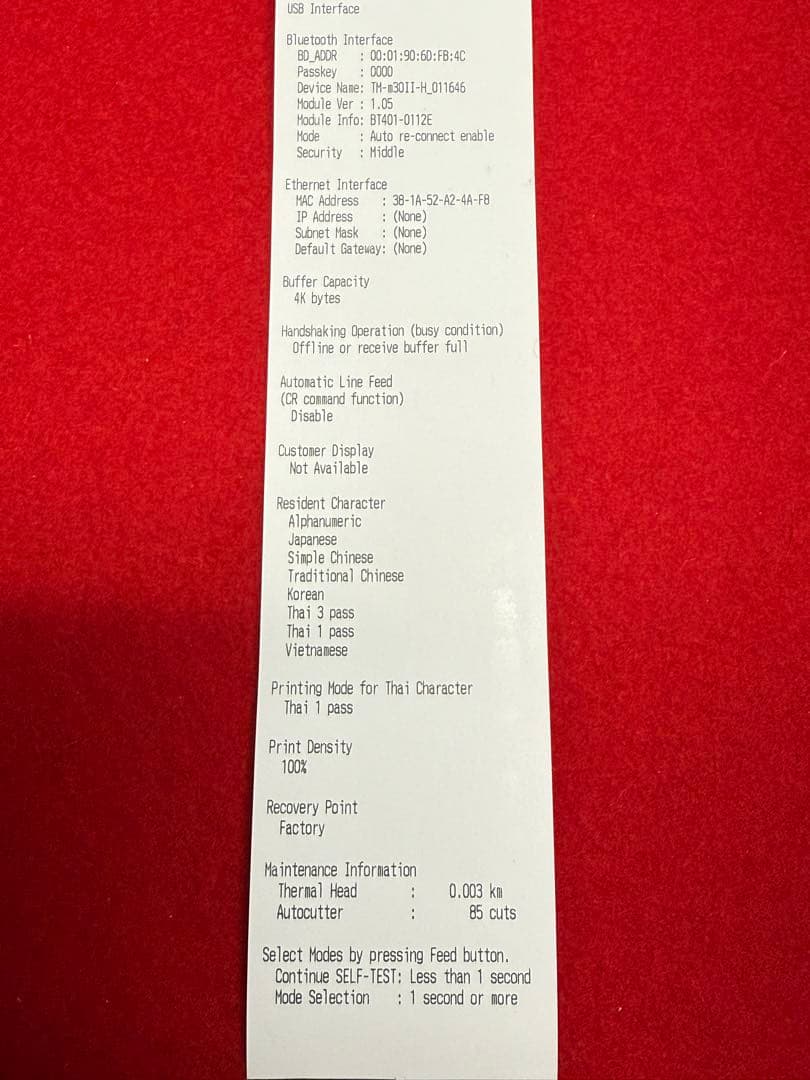 USB Interface
Bluetooth Interface
BD_ADDR : 00:01:90:6D:FB:4C
Passkey : 0000
Device Name: TM-m30II-H_011646
Module Ver : 1.05
Module Info: BT401-0112E
Mode : Auto re-connect enable
Security : Middle
Ethernet Interface
MAC Address : 38-1A-52-A2-4A-F8
IP Address : (None)
Subnet Mask : (None)
Default Gateway: (None)
Buffer Capacity
4K bytes
Handshaking Operation (busy condition)
Offline or receive buffer full
Automatic Line Feed
(CR command function)
Disable
Customer Display
Not Available
Resident Character
Alphanumeric
Japanese
Simple Chinese
Traditional Chinese
Korean
Thai 3 pass
Thai 1 pass
Vietnamese
Printing Mode for Thai Character
Thai 1 pass
Print Density
100%
Recovery Point
Factory
Maintenance Information
Thermal Head : 0.003 km
Autocutter : 85 cuts
Select Modes by pressing Feed button.
Continue SELF-TEST: Less than 1 second
Mode Selection : 1 second or more